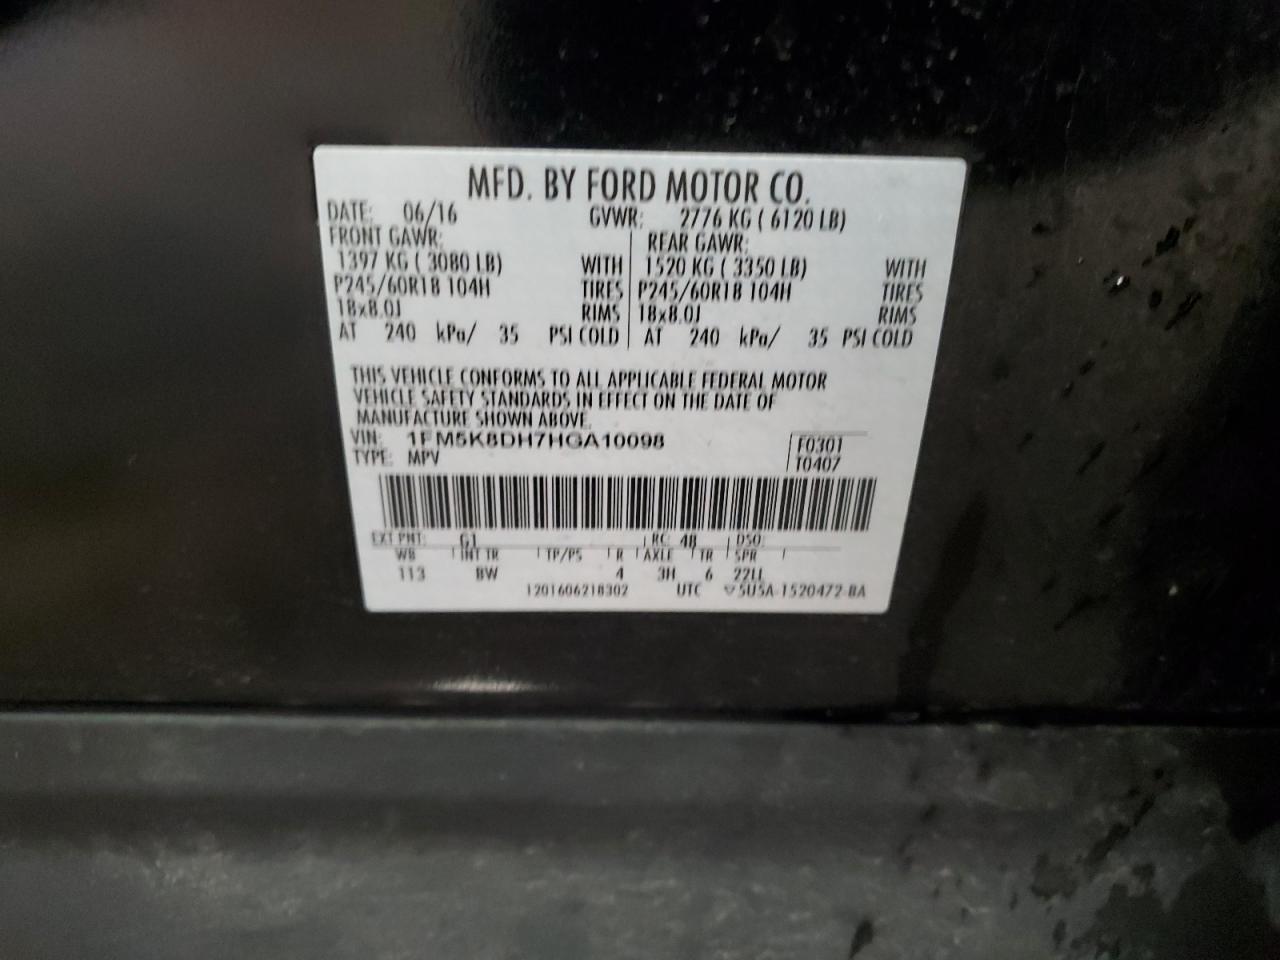 MFD. BY FORD MOTOR CO.
DATE: 06/16 GVWR: 2776 KG ( 6120 LB)
FRONT GAWR: REAR GAWR:
1397 KG ( 3080 LB) WITH 1520 KG ( 3350 LB) WITH
P245/60R18 104H TIRES P245/60R18 104H TIRES
18x8.0J RIMS 18x8.0J RIMS
AT 240 kPa/ 35 PSI COLD AT 240 kPa/ 35 PSI COLD
THIS VEHICLE CONFORMS TO ALL APPLICABLE FEDERAL MOTOR
VEHICLE SAFETY STANDARDS IN EFFECT ON THE DATE OF
MANUFACTURE SHOWN ABOVE.
VIN: 1FM5K8DH7HGA10098 F0301
TYPE: MPV T0407
EXT PNT: G1 RC: 48 DSO:
WB INT TR TP/PS R AXLE TR SPR
113 BW 4 3H 6 22LL
1201606218302 UTC ▽5U5A-1520472-BA